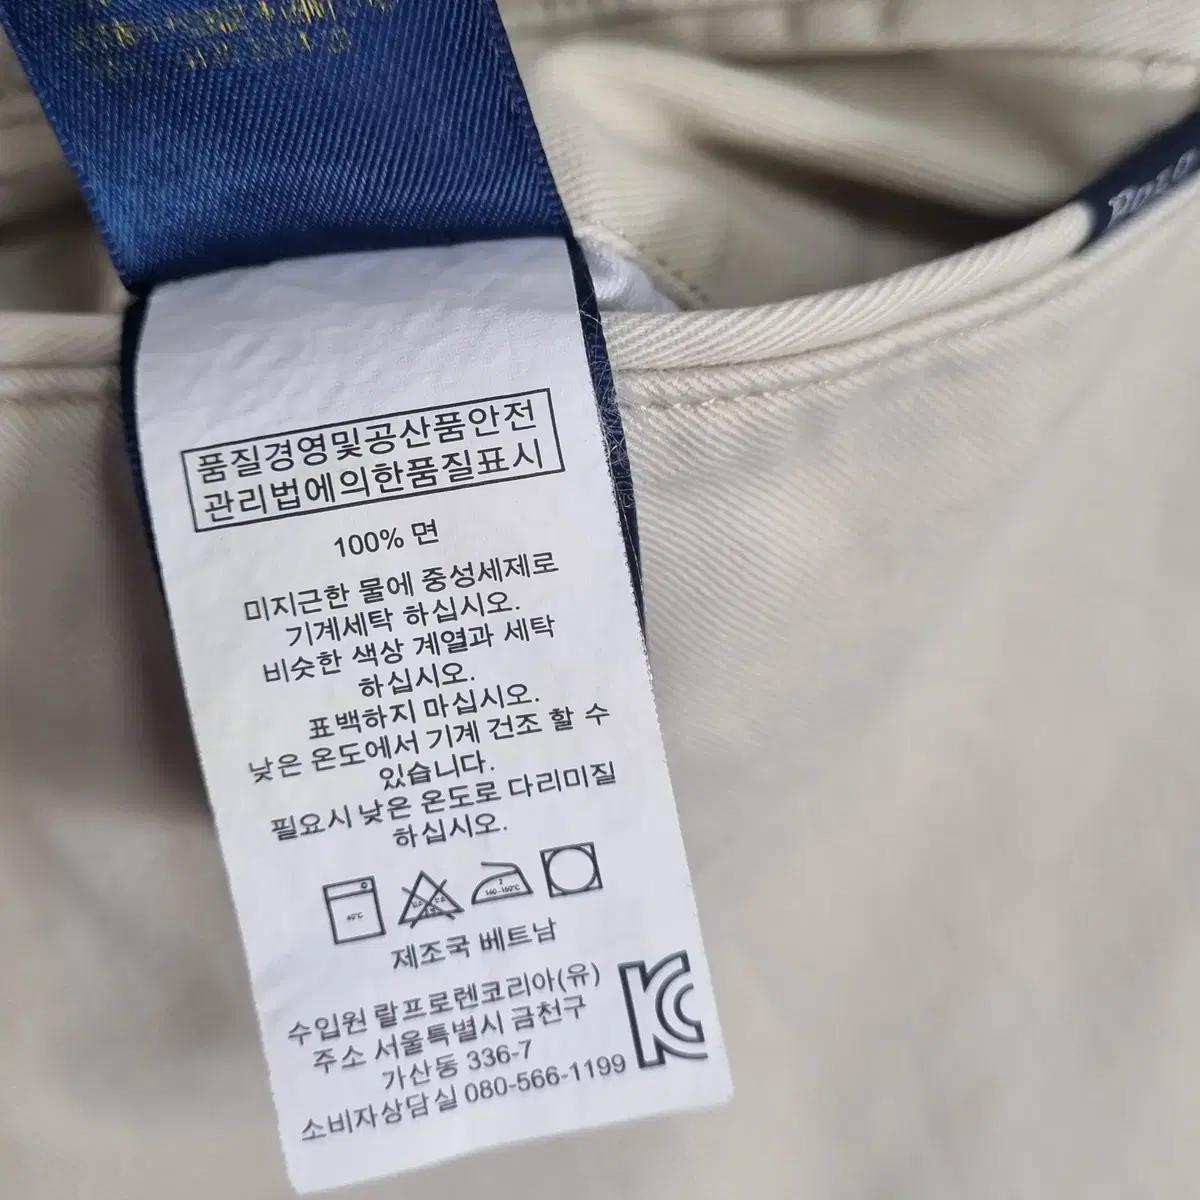 품질경영및공산품안전
관리법에의한품질표시
100% 면
미지근한 물에 중성세제로
기계세탁 하십시오.
비슷한 색상 계열과 세탁
하십시오.
표백하지 마십시오.
낮은 온도에서 기계 건조 할 수
있습니다.
필요시 낮은 온도로 다리미질
하십시오.
40°C
제조국 베트남
수입원 랄프로렌코리아(유)
주소 서울특별시 금천구
가산동 336-7
소비자상담실 080-566-1199